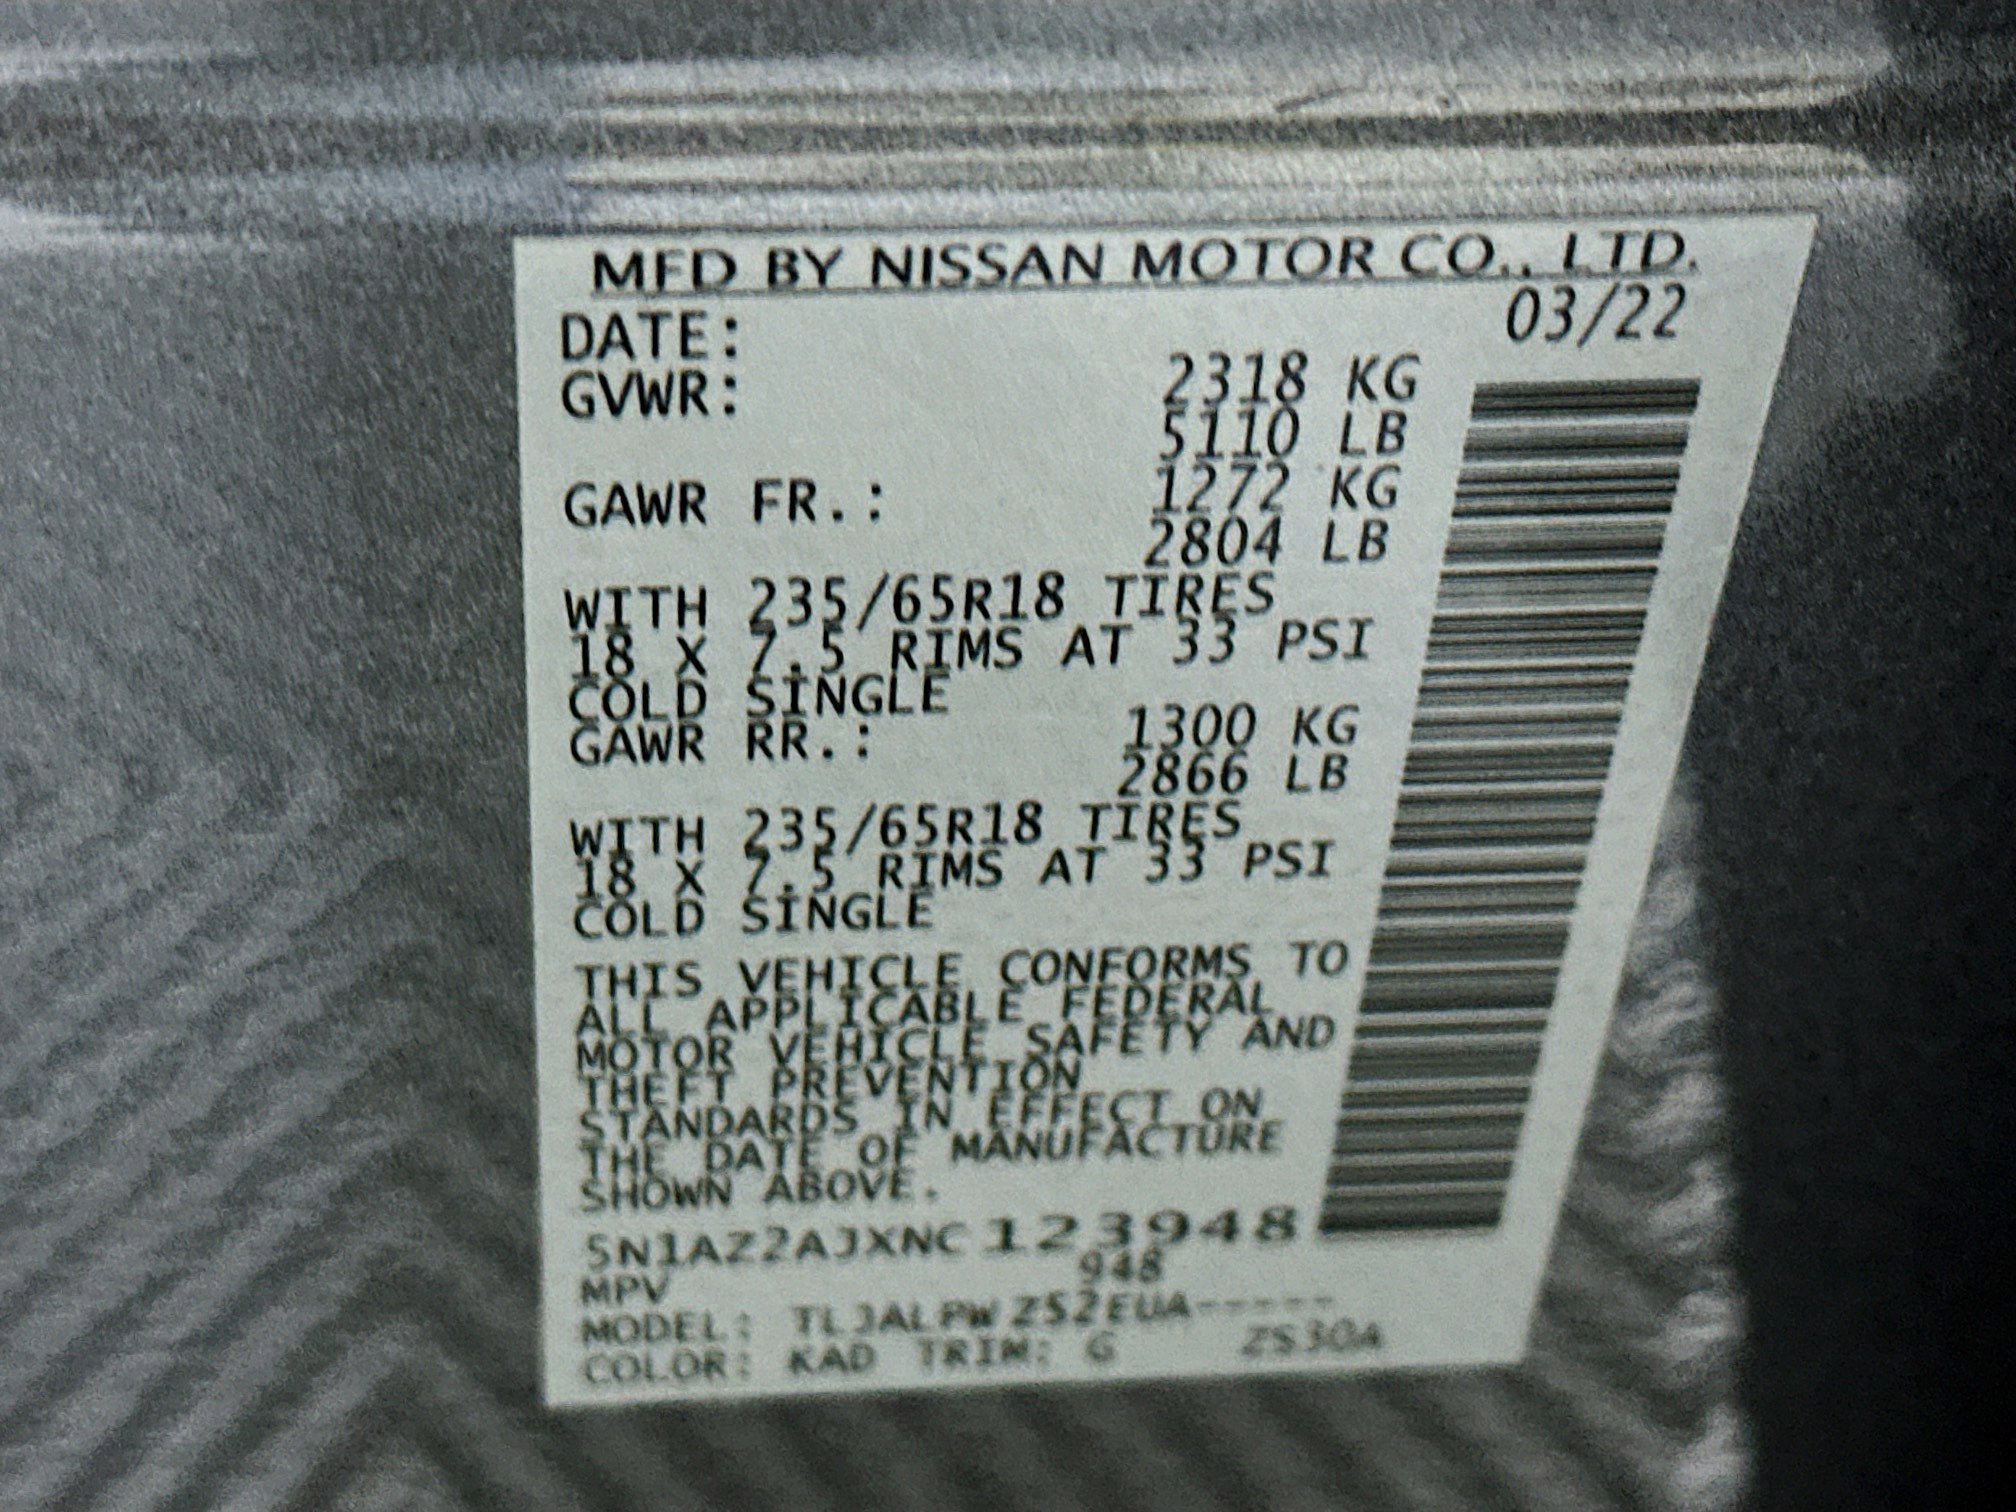 MFD BY NISSAN MOTOR CO., LTD.
DATE: 03/22
GVWR: 2318 KG
5110 LB
GAWR FR.: 1272 KG
2804 LB
WITH 235/65R18 TIRES
18 X 7.5 RIMS AT 33 PSI
COLD SINGLE
GAWR RR.: 1300 KG
2866 LB
WITH 235/65R18 TIRES
18 X 7.5 RIMS AT 33 PSI
COLD SINGLE
THIS VEHICLE CONFORMS TO
ALL APPLICABLE FEDERAL
MOTOR VEHICLE SAFETY AND
THEFT PREVENTION
STANDARDS IN EFFECT ON
THE DATE OF MANUFACTURE
SHOWN ABOVE.
5N1AZ2AJXNC123948
MPV 948
MODEL: TLJALPWZS2EUA-----
COLOR: KAD TRIM: G ZS30A